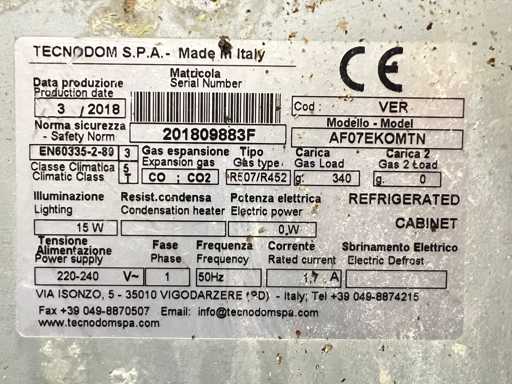 TECNODOM S.P.A. - Made in Italy
CE
Data produzione
Production date
3 / 2018
Matricola
Serial Number
Cod : VER
Norma sicurezza
- Safety Norm
201809883F
Modello - Model
AF07EKOMTN
EN60335-2-89 3
Gas espansione
Expansion gas
Tipo
Gas type
Carica
Gas Load
Carica 2
Gas 2 Load
Classe Climatica
Climatic Class
5
T
CO ; CO2
R507/R452
g: 340
g: 0
Illuminazione
Lighting
Resist.condensa
Condensation heater
Potenza elettrica
Electric power
REFRIGERATED
CABINET
15 W
0,W
Tensione
Alimentazione
Power supply
Fase
Phase
Frequenza
Frequency
Corrente
Rated current
Sbrinamento Elettrico
Electric Defrost
220-240 V~
1
50Hz
1,7 A
VIA ISONZO, 5 - 35010 VIGODARZERE (PD) - Italy; Tel +39 049-8874215
Fax +39 049-8870507 Email: info@tecnodomspa.com
www.tecnodomspa.com